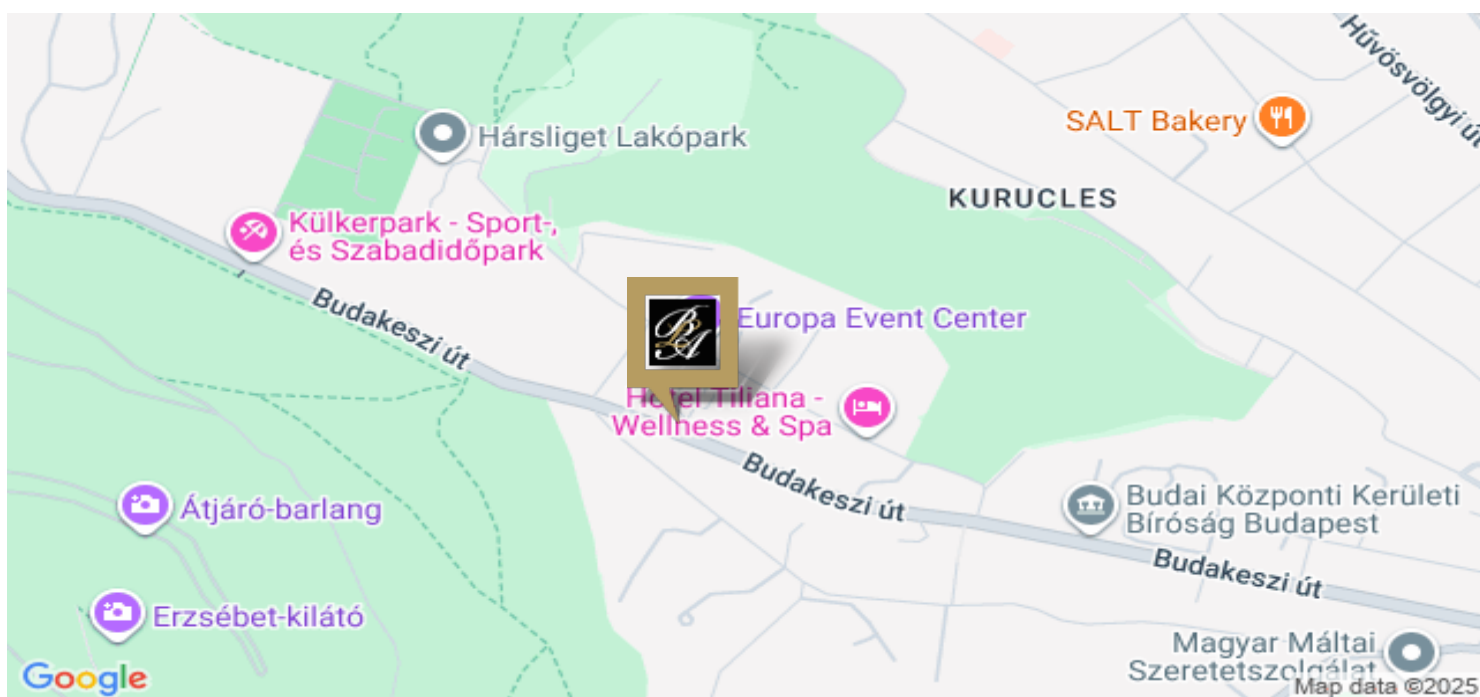 Hűvösvölgyi út
SALT Bakery
Hársliget Lakópark
KURUCLES
Külkerpark - Sport-,
és Szabadidőpark
Budakeszi út
BA
Europa Event Center
Hotel Tiliana -
Wellness & Spa
Budakeszi út
Átjáró-barlang
Budai Központi Kerületi
Bíróság Budapest
Budakeszi út
Erzsébet-kilátó
Magyar Máltai
Szeretetszolgálat
Google
Map data ©2025